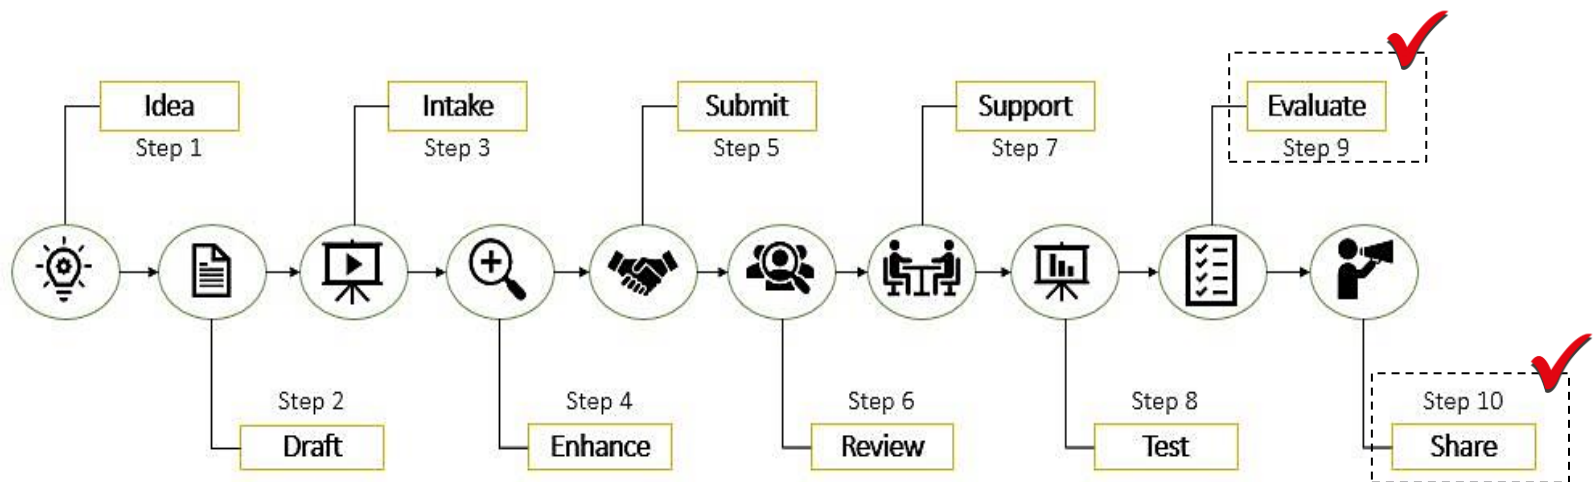 Idea
Step 1
Intake
Step 3
Submit
Step 5
Support
Step 7
Evaluate
Step 9
Step 2
Draft
Step 4
Enhance
Step 6
Review
Step 8
Test
Step 10
Share